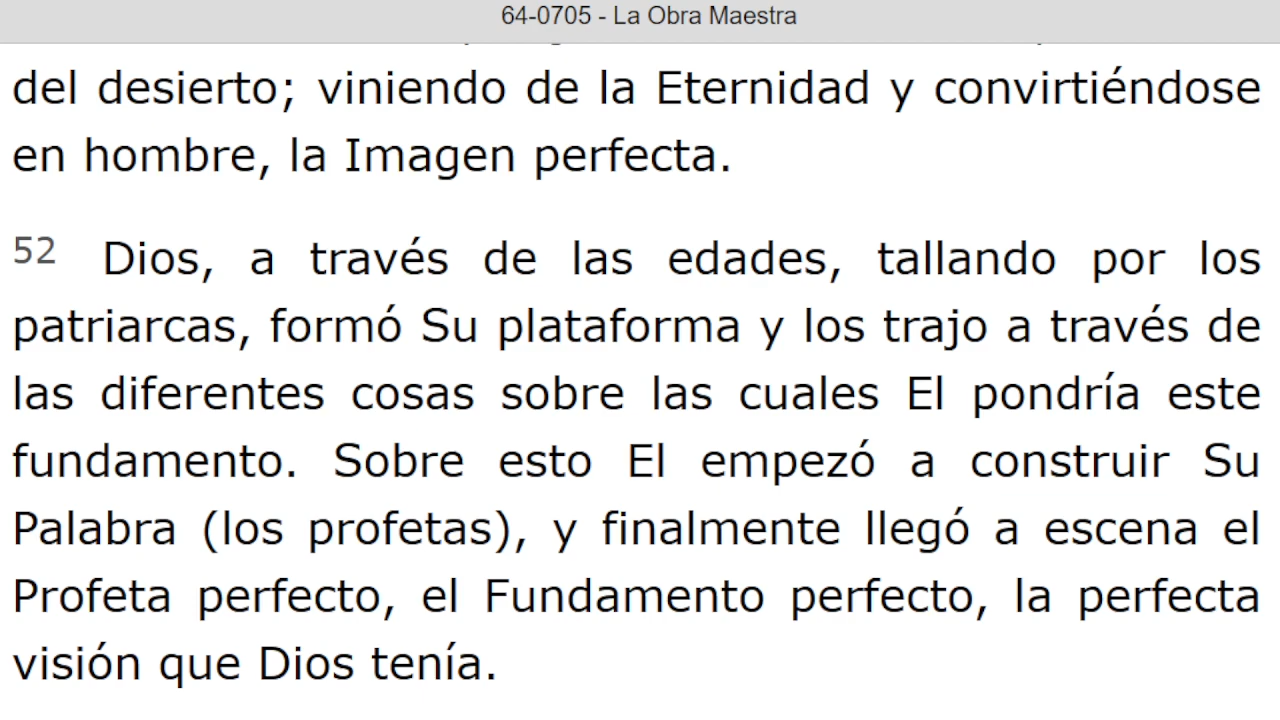 64-0705 - La Obra Maestra
del desierto; viniendo de la Eternidad y convirtiéndose
en hombre, la Imagen perfecta.
52 Dios, a través de las edades, tallando por los
patriarcas, formó Su plataforma y los trajo a través de
las diferentes cosas sobre las cuales El pondría este
fundamento. Sobre esto El empezó a construir Su
Palabra (los profetas), y finalmente llegó a escena el
Profeta perfecto, el Fundamento perfecto, la perfecta
visión que Dios tenía.